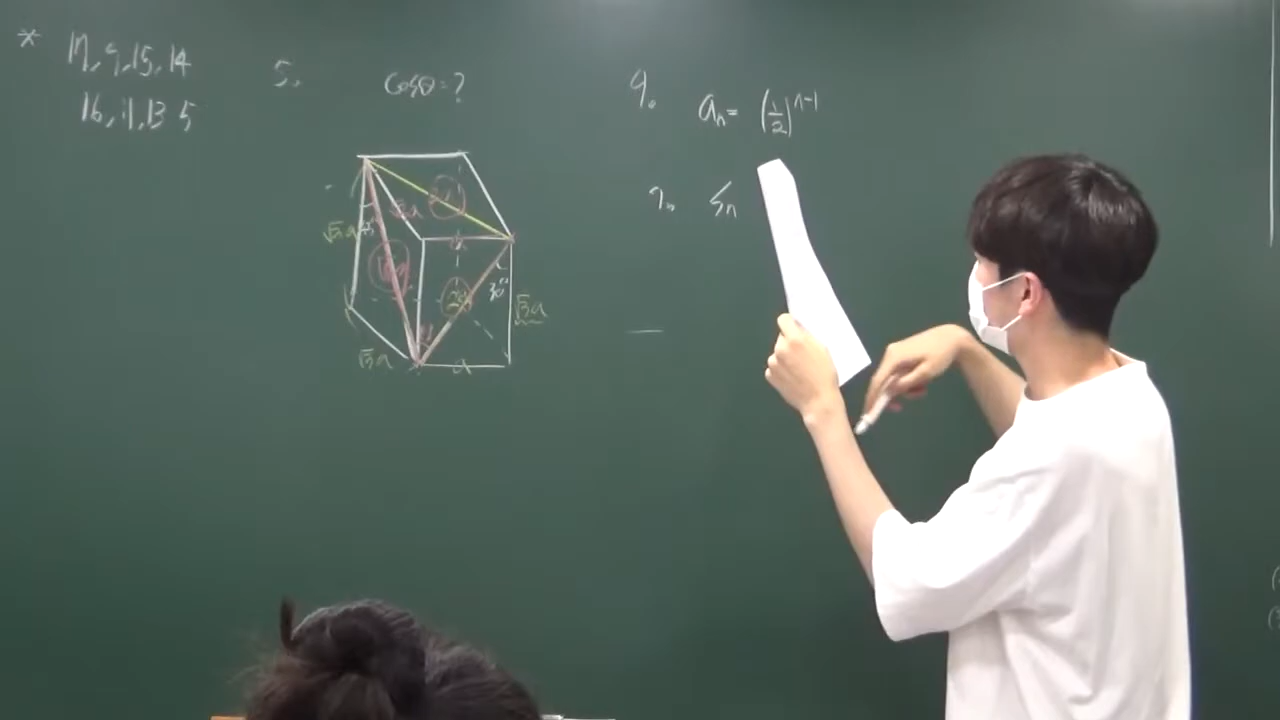 * 17, 9, 15, 14
16, 11, 13 5
5.
cosθ = ?
√3a
√3a
a
2a
30°
√3a
a
9.
aₙ = (1/2)ⁿ⁻¹
7.
Sₙ